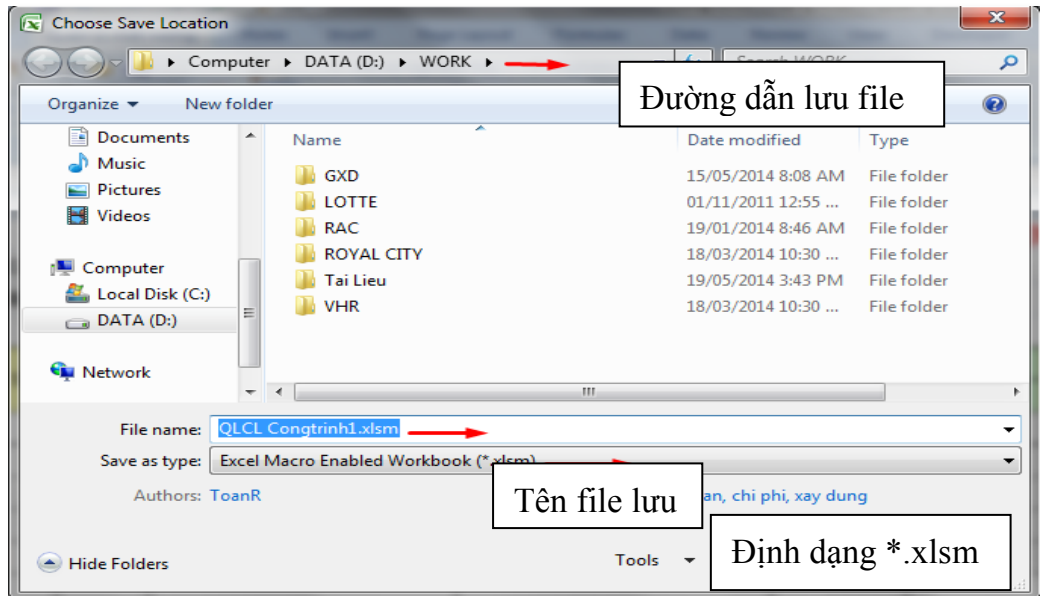 Choose Save Location
Computer ▸ DATA (D:) ▸ WORK ▸
Đường dẫn lưu file
Organize New folder
Documents
Music
Pictures
Videos
Computer
Local Disk (C:)
DATA (D:)
Network
Name Date modified Type
GXD 15/05/2014 8:08 AM File folder
LOTTE 01/11/2011 12:55 ... File folder
RAC 19/01/2014 8:46 AM File folder
ROYAL CITY 18/03/2014 10:30 ... File folder
Tai Lieu 19/05/2014 3:43 PM File folder
VHR 18/03/2014 10:30 ... File folder
File name: QLCL Congtrinh1.xlsm
Save as type: Excel Macro Enabled Workbook (*.xlsm)
Authors: ToanR an, chi phi, xay dung
Tên file lưu
Định dạng *.xlsm
Hide Folders Tools